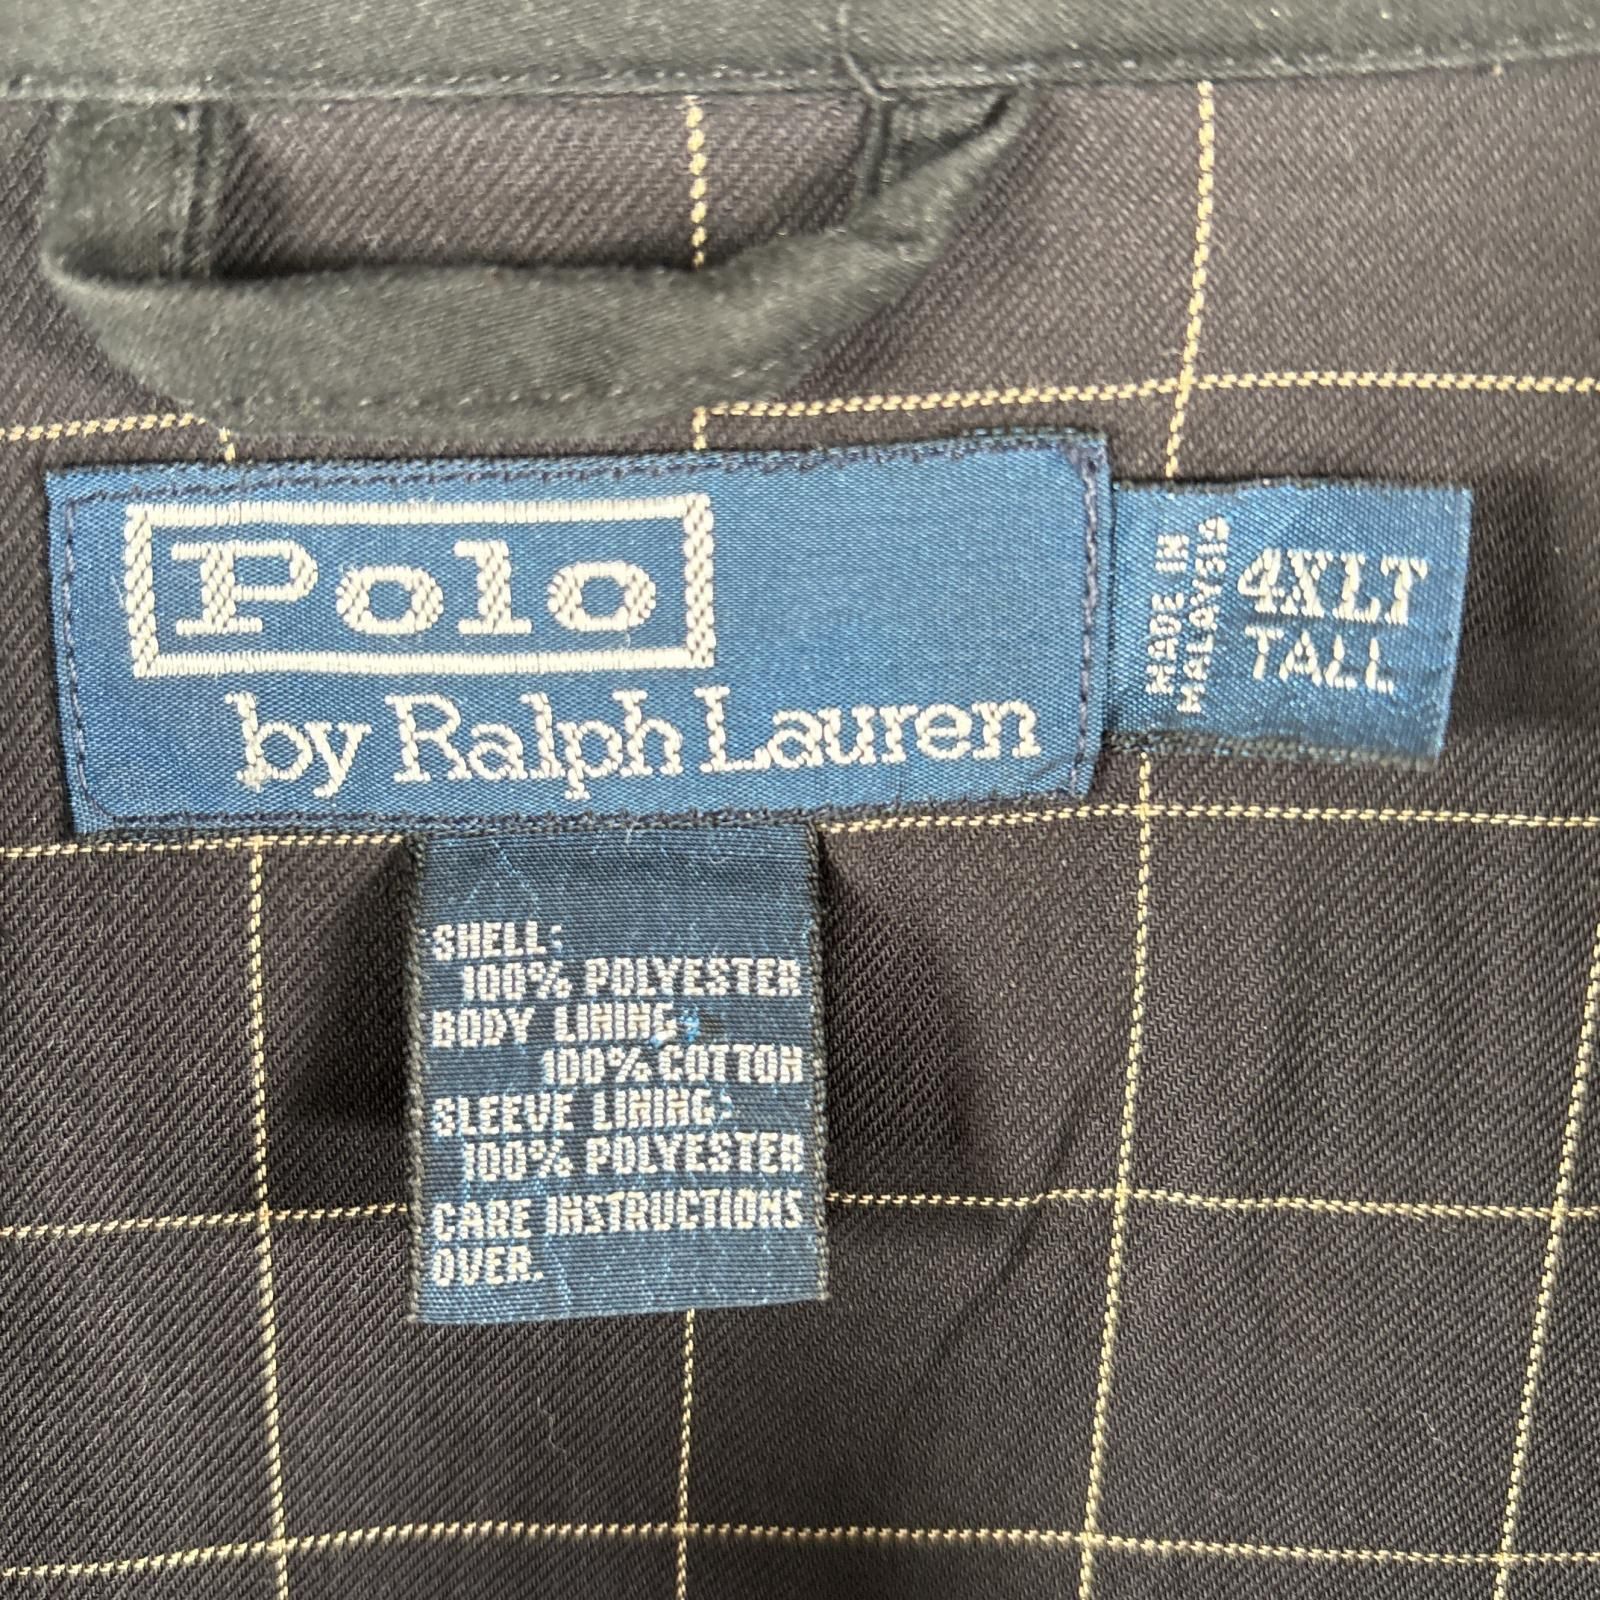 Polo
by Ralph Lauren
MADE IN
MALAYSIA
4XLT
TALL
SHELL:
100% POLYESTER
BODY LINING:
100% COTTON
SLEEVE LINING:
100% POLYESTER
CARE INSTRUCTIONS
OVER.